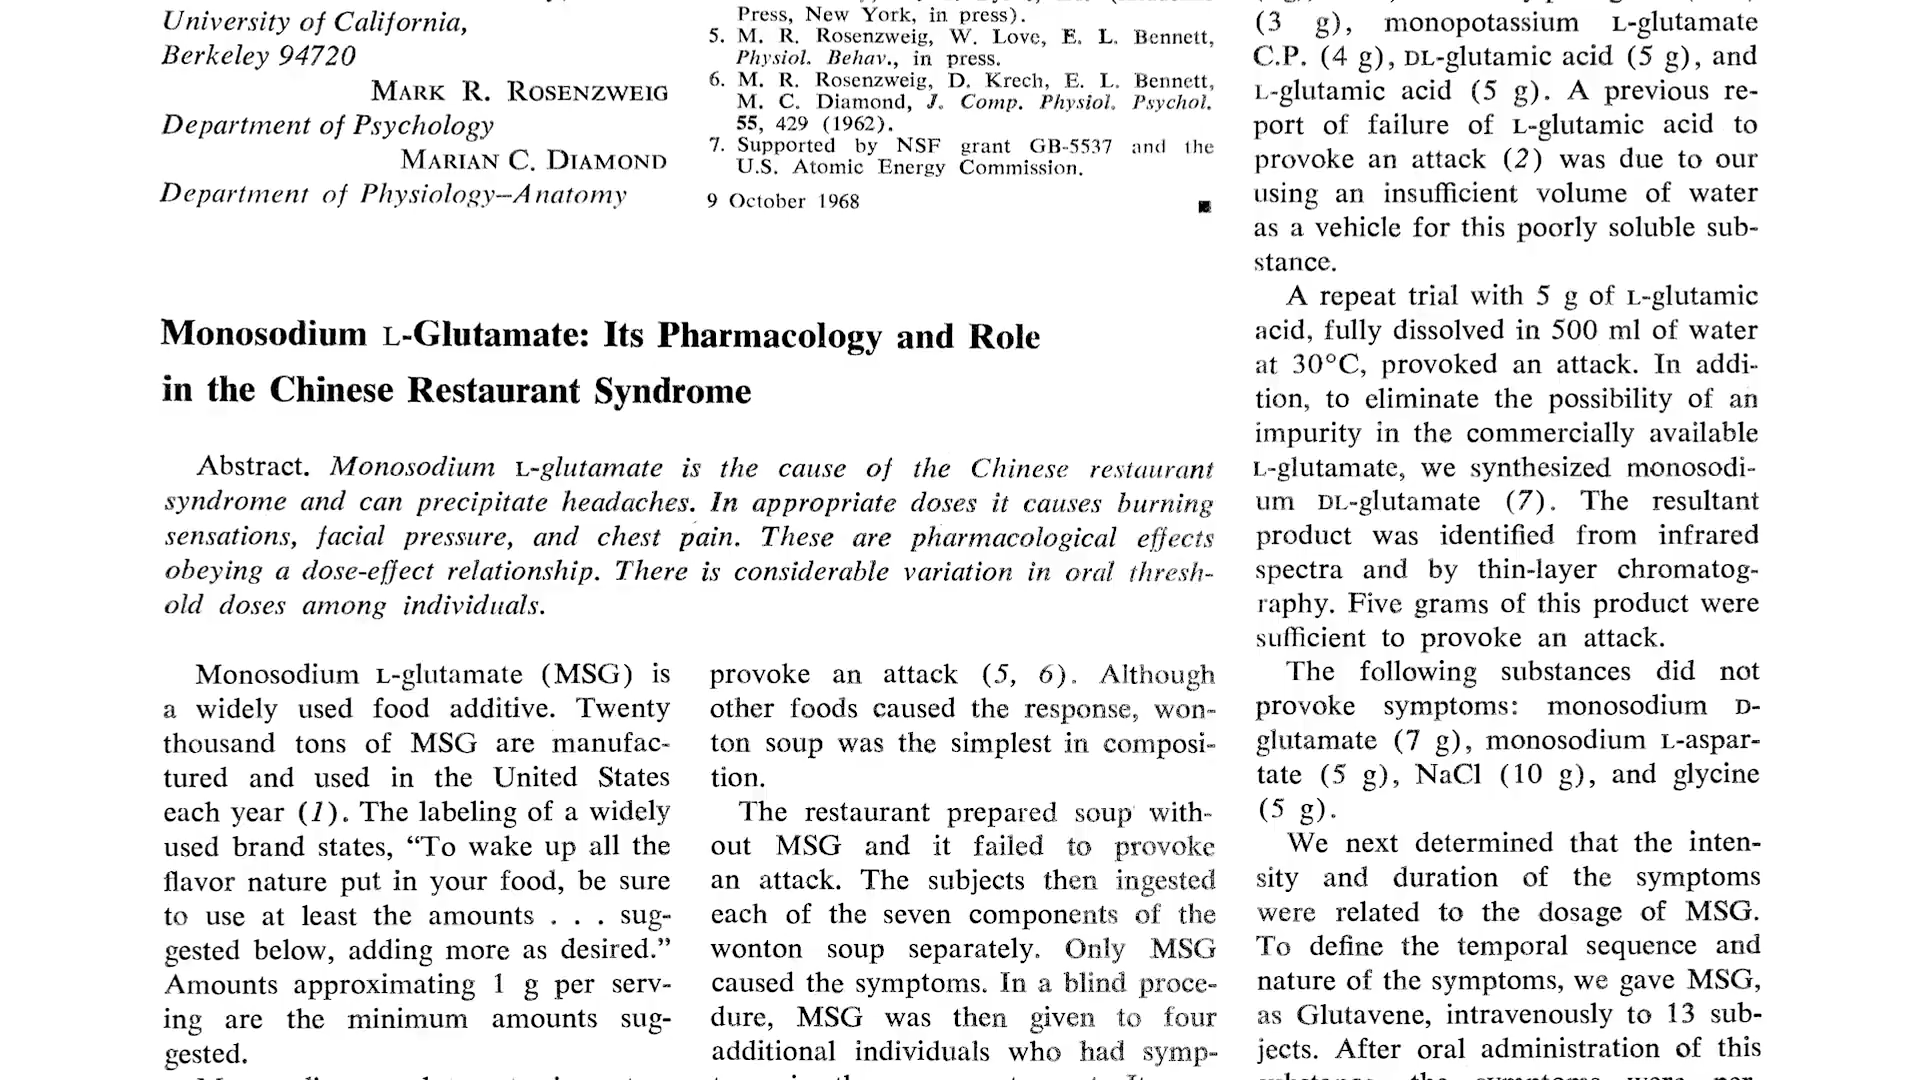 University of California,
Berkeley 94720
MARK R. ROSENZWEIG
Department of Psychology
MARIAN C. DIAMOND
Department of Physiology–Anatomy
Press, New York, in press).
5. M. R. Rosenzweig, W. Love, E. L. Bennett,
Physiol. Behav., in press.
6. M. R. Rosenzweig, D. Krech, E. L. Bennett,
M. C. Diamond, J. Comp. Physiol. Psychol.
55, 429 (1962).
7. Supported by NSF grant GB-5537 and the
U.S. Atomic Energy Commission.
9 October 1968
Monosodium L-Glutamate: Its Pharmacology and Role
in the Chinese Restaurant Syndrome
Abstract. Monosodium L-glutamate is the cause of the Chinese restaurant
syndrome and can precipitate headaches. In appropriate doses it causes burning
sensations, facial pressure, and chest pain. These are pharmacological effects
obeying a dose-effect relationship. There is considerable variation in oral thresh-
old doses among individuals.
Monosodium L-glutamate (MSG) is
a widely used food additive. Twenty
thousand tons of MSG are manufac-
tured and used in the United States
each year (1). The labeling of a widely
used brand states, “To wake up all the
flavor nature put in your food, be sure
to use at least the amounts . . . sug-
gested below, adding more as desired.”
Amounts approximating 1 g per serv-
ing are the minimum amounts sug-
gested.
provoke an attack (5, 6). Although
other foods caused the response, won-
ton soup was the simplest in composi-
tion.
The restaurant prepared soup with-
out MSG and it failed to provoke
an attack. The subjects then ingested
each of the seven components of the
wonton soup separately. Only MSG
caused the symptoms. In a blind proce-
dure, MSG was then given to four
additional individuals who had symp-
(3 g), monopotassium L-glutamate
C.P. (4 g), DL-glutamic acid (5 g), and
L-glutamic acid (5 g). A previous re-
port of failure of L-glutamic acid to
provoke an attack (2) was due to our
using an insufficient volume of water
as a vehicle for this poorly soluble sub-
stance.
A repeat trial with 5 g of L-glutamic
acid, fully dissolved in 500 ml of water
at 30°C, provoked an attack. In addi-
tion, to eliminate the possibility of an
impurity in the commercially available
L-glutamate, we synthesized monosodi-
um DL-glutamate (7). The resultant
product was identified from infrared
spectra and by thin-layer chromatog-
raphy. Five grams of this product were
sufficient to provoke an attack.
The following substances did not
provoke symptoms: monosodium D-
glutamate (7 g), monosodium L-aspar-
tate (5 g), NaCl (10 g), and glycine
(5 g).
We next determined that the inten-
sity and duration of the symptoms
were related to the dosage of MSG.
To define the temporal sequence and
nature of the symptoms, we gave MSG,
as Glutavene, intravenously to 13 sub-
jects. After oral administration of this